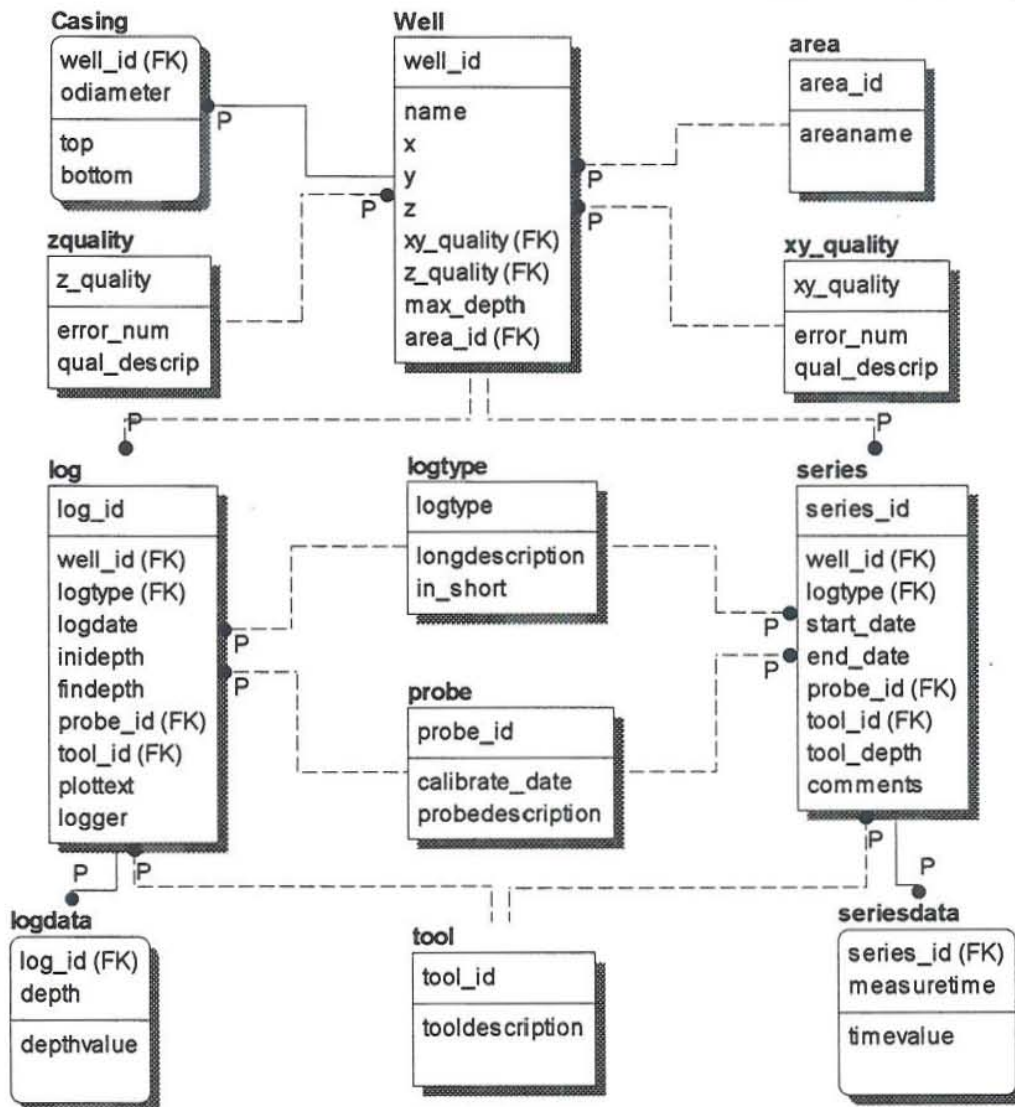 Casing
well_id (FK)
odiameter
top
bottom
P
Well
well_id
name
x
y
z
xy_quality (FK)
z_quality (FK)
max_depth
area_id (FK)
P
P
P
area
area_id
areaname
zquality
z_quality
error_num
qual_descrip
xy_quality
xy_quality
error_num
qual_descrip
P
P
log
log_id
well_id (FK)
logtype (FK)
logdate
inidepth
findepth
probe_id (FK)
tool_id (FK)
plottext
logger
P
P
logtype
logtype
longdescription
in_short
probe
probe_id
calibrate_date
probedescription
P
P
series
series_id
well_id (FK)
logtype (FK)
start_date
end_date
probe_id (FK)
tool_id (FK)
tool_depth
comments
P
P
P
P
logdata
log_id (FK)
depth
depthvalue
tool
tool_id
tooldescription
seriesdata
series_id (FK)
measuretime
timevalue